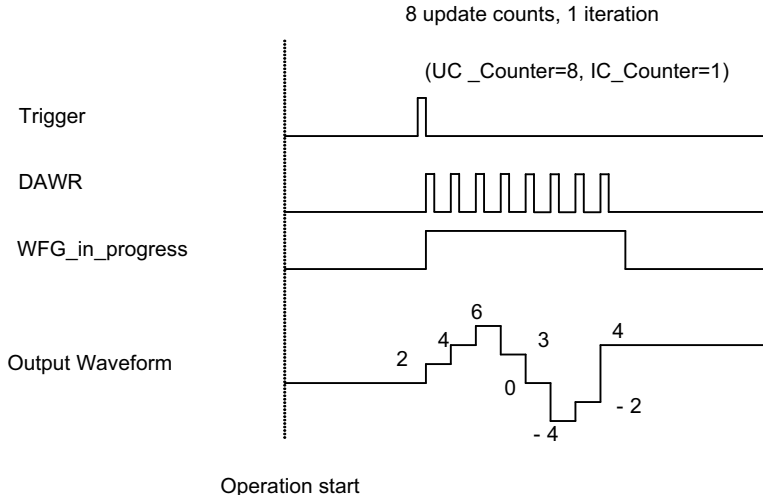 8 update counts, 1 iteration
(UC _Counter=8, IC_Counter=1)
Trigger
DAWR
WFG_in_progress
Output Waveform
2
4
6
3
0
- 4
- 2
4
Operation start